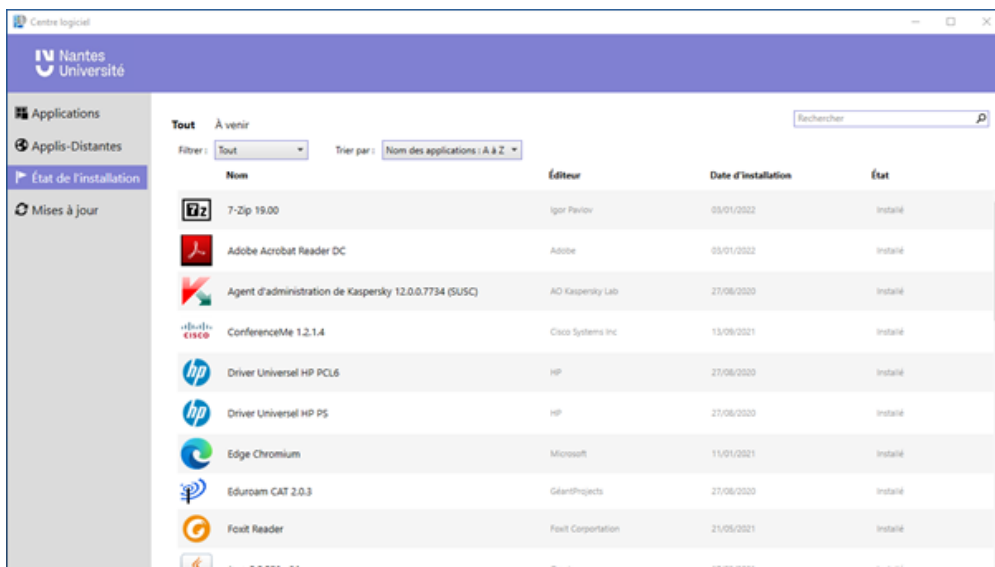 Centre logiciel
Nantes
Université
Applications
Applis-Distantes
État de l'installation
Mises à jour
Tout À venir
Rechercher
Filtrer : Tout Trier par : Nom des applications : A à Z
Nom Éditeur Date d'installation État
7z 7-Zip 19.00 Igor Pavlov 03/01/2022 Installé
Adobe Acrobat Reader DC Adobe 03/01/2022 Installé
Agent d'administration de Kaspersky 12.0.0.7734 (SUSC) AO Kaspersky Lab 27/08/2020 Installé
CISCO ConferenceMe 1.2.1.4 Cisco Systems Inc 13/09/2021 Installé
hp Driver Universel HP PCL6 HP 27/08/2020 Installé
hp Driver Universel HP PS HP 27/08/2020 Installé
Edge Chromium Microsoft 11/01/2021 Installé
Eduroam CAT 2.0.3 GéantProjects 27/08/2020 Installé
Foxit Reader Foxit Corportation 21/05/2021 Installé